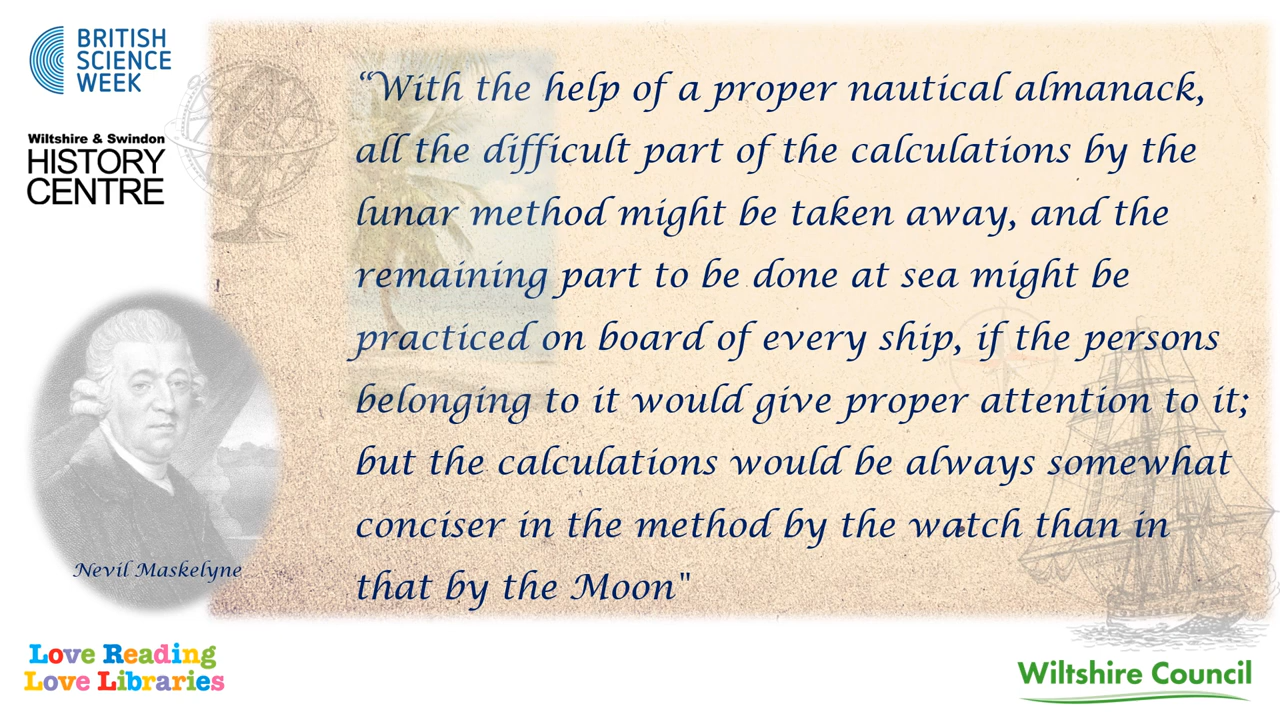 BRITISH
SCIENCE
WEEK
Wiltshire & Swindon
HISTORY
CENTRE
“With the help of a proper nautical almanack,
all the difficult part of the calculations by the
lunar method might be taken away, and the
remaining part to be done at sea might be
practiced on board of every ship, if the persons
belonging to it would give proper attention to it;
but the calculations would be always somewhat
conciser in the method by the watch than in
that by the Moon"
Nevil Maskelyne
Love Reading
Love Libraries
Wiltshire Council